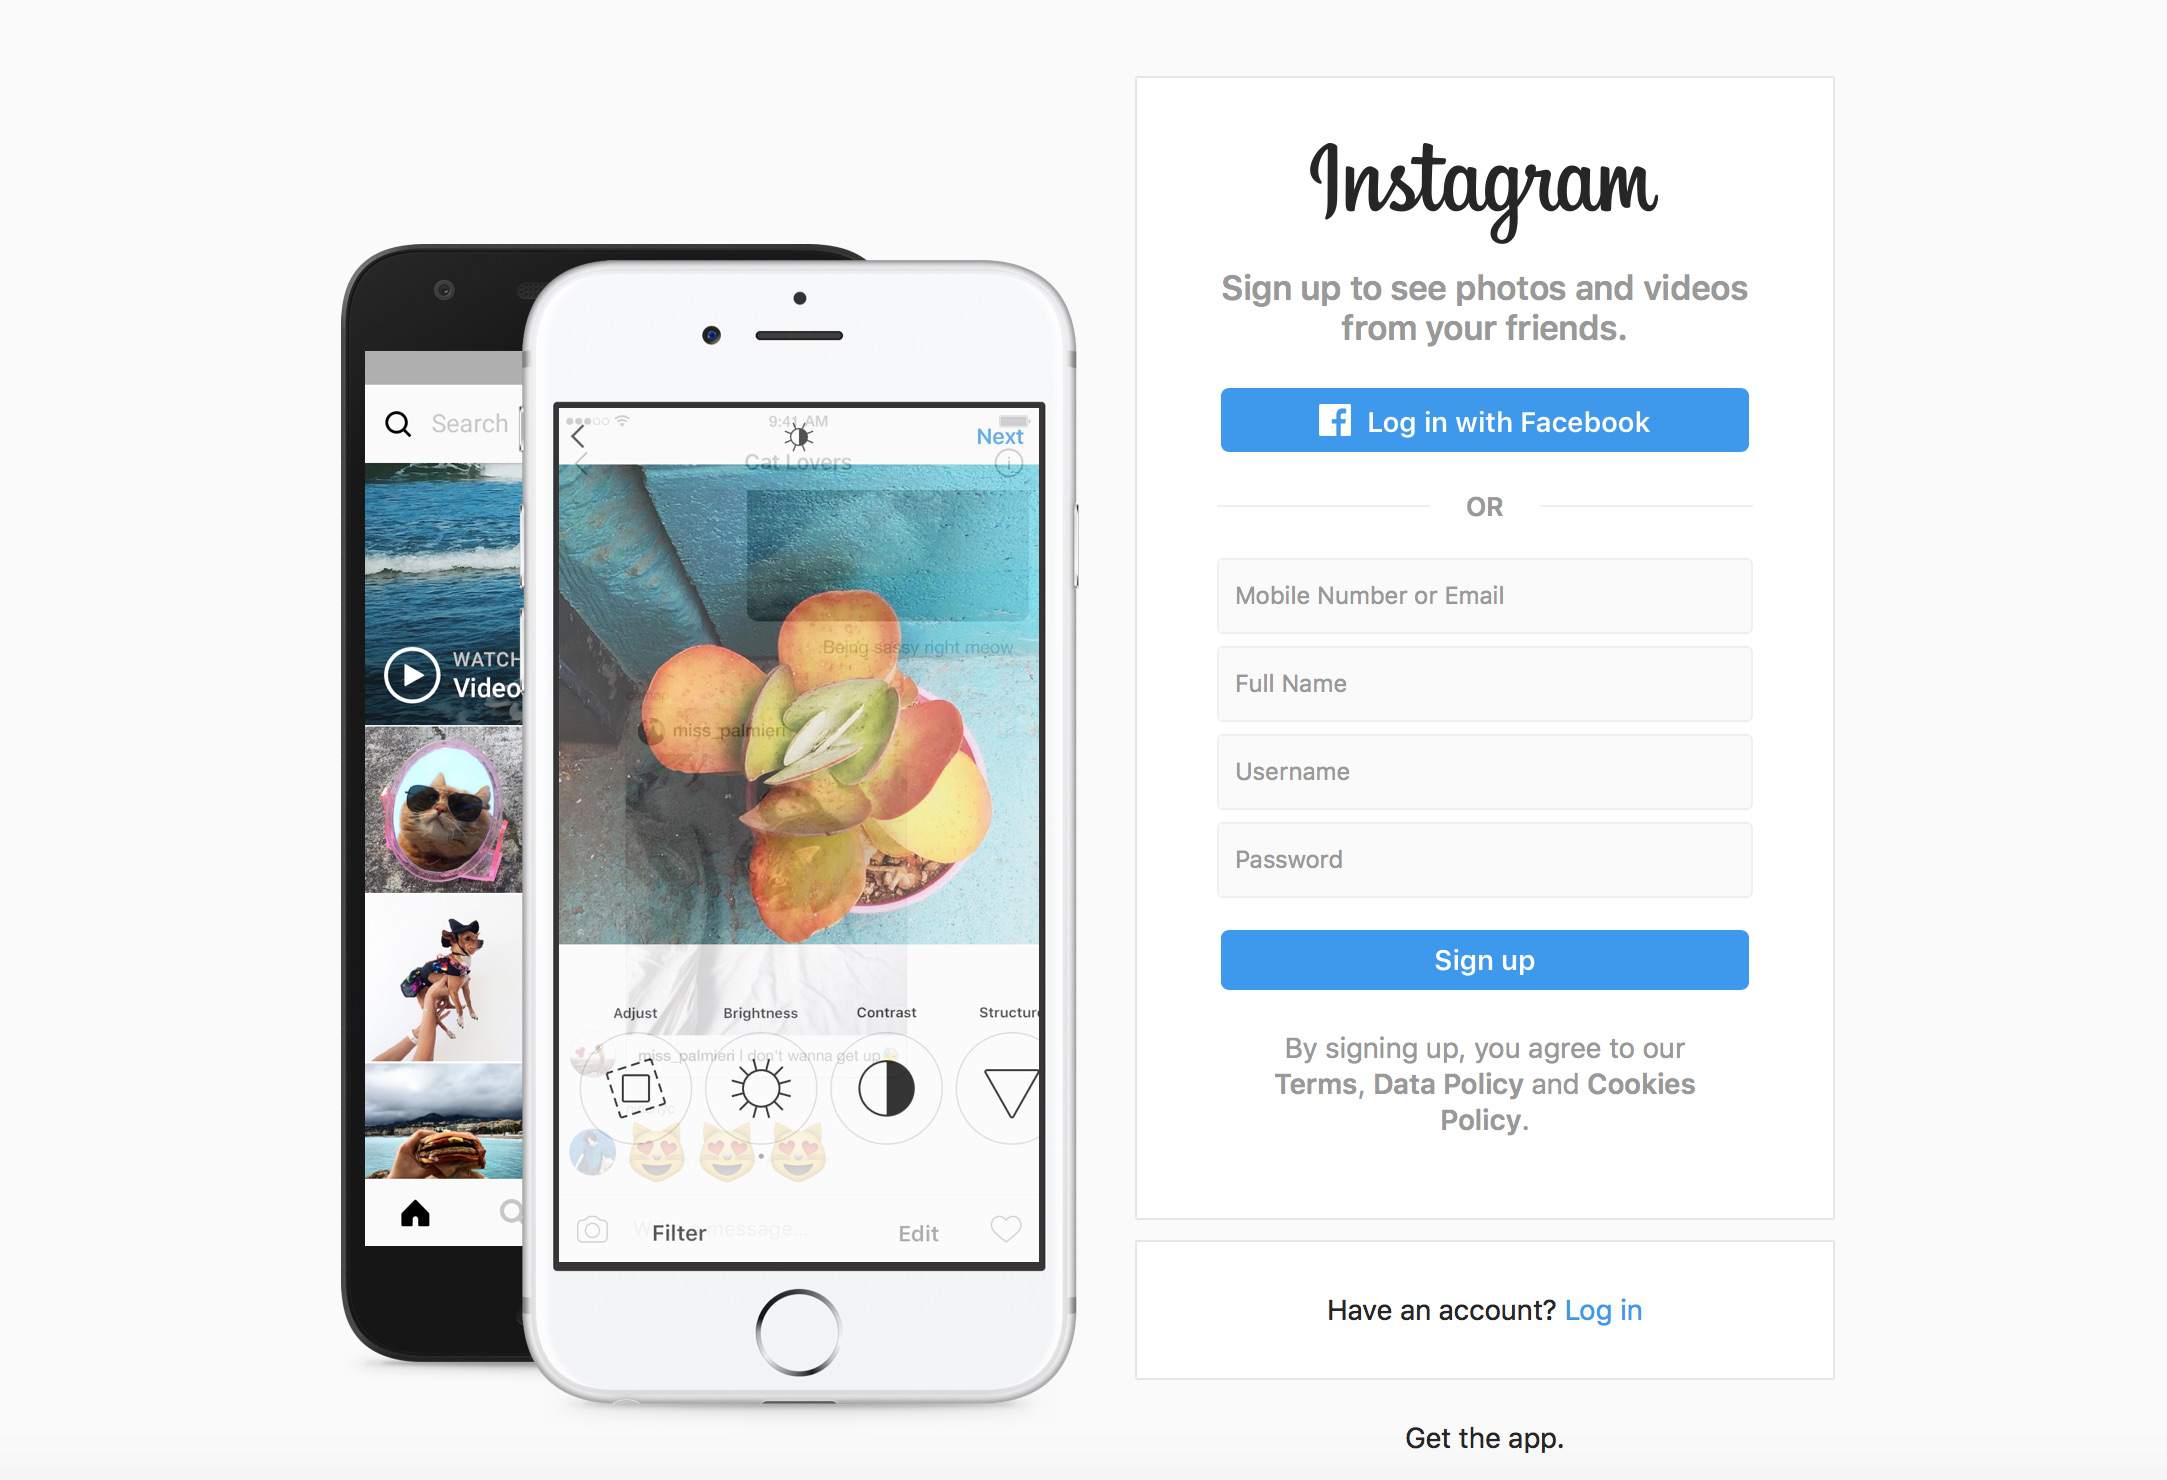 Search
WATCH
Video
9:41 AM
Next
Cat Lovers
Being sassy right meow
miss_palmieri
Adjust Brightness Contrast Structure
miss_palmieri I don't wanna get up
Filter Edit
Instagram
Sign up to see photos and videos
from your friends.
Log in with Facebook
OR
Mobile Number or Email
Full Name
Username
Password
Sign up
By signing up, you agree to our
Terms, Data Policy and Cookies
Policy.
Have an account? Log in
Get the app.